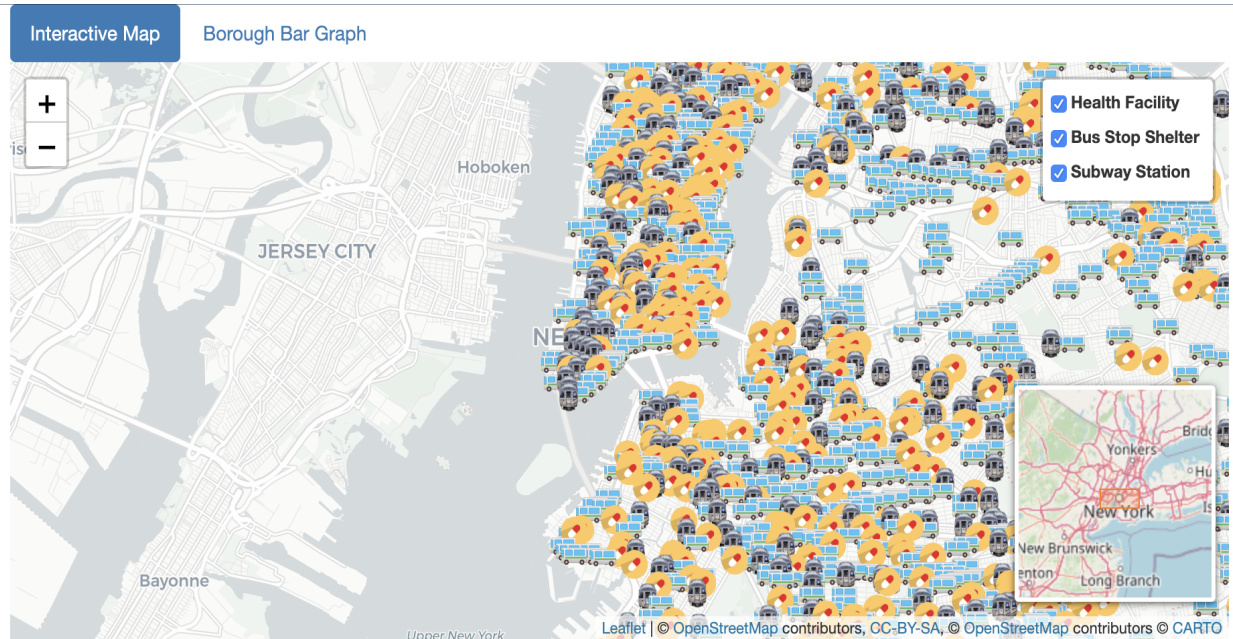 Interactive Map
Borough Bar Graph
+
−
Health Facility
Bus Stop Shelter
Subway Station
Hoboken
JERSEY CITY
NE
Bayonne
Upper New York
Yonkers
New York
New Brunswick
Long Branch
Leaflet | © OpenStreetMap contributors, CC-BY-SA, © OpenStreetMap contributors © CARTO